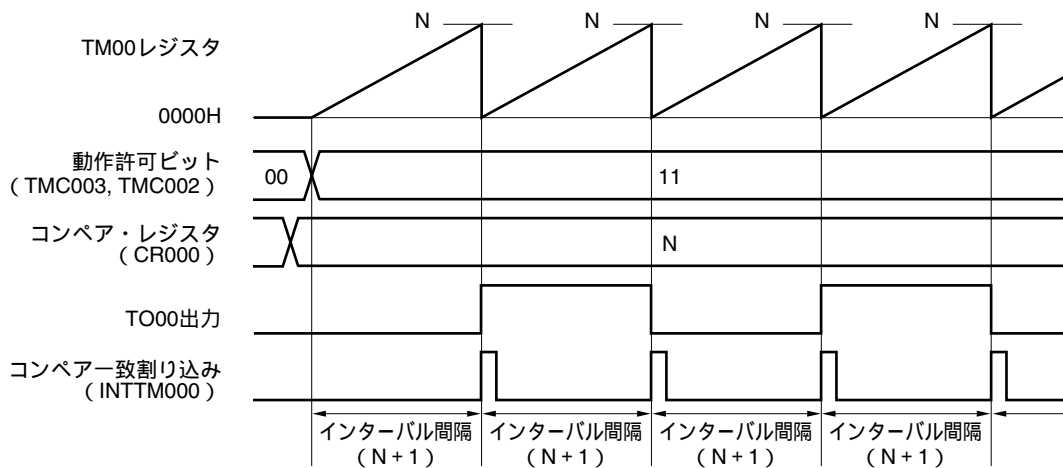 N N N N
TM00レジスタ
0000H
動作許可ビット
（TMC003, TMC002）
00
11
コンペア・レジスタ
（CR000）
N
TO00出力
コンペア一致割り込み
（INTTM000）
インターバル間隔 インターバル間隔 インターバル間隔 インターバル間隔
（N + 1） （N + 1） （N + 1） （N + 1）